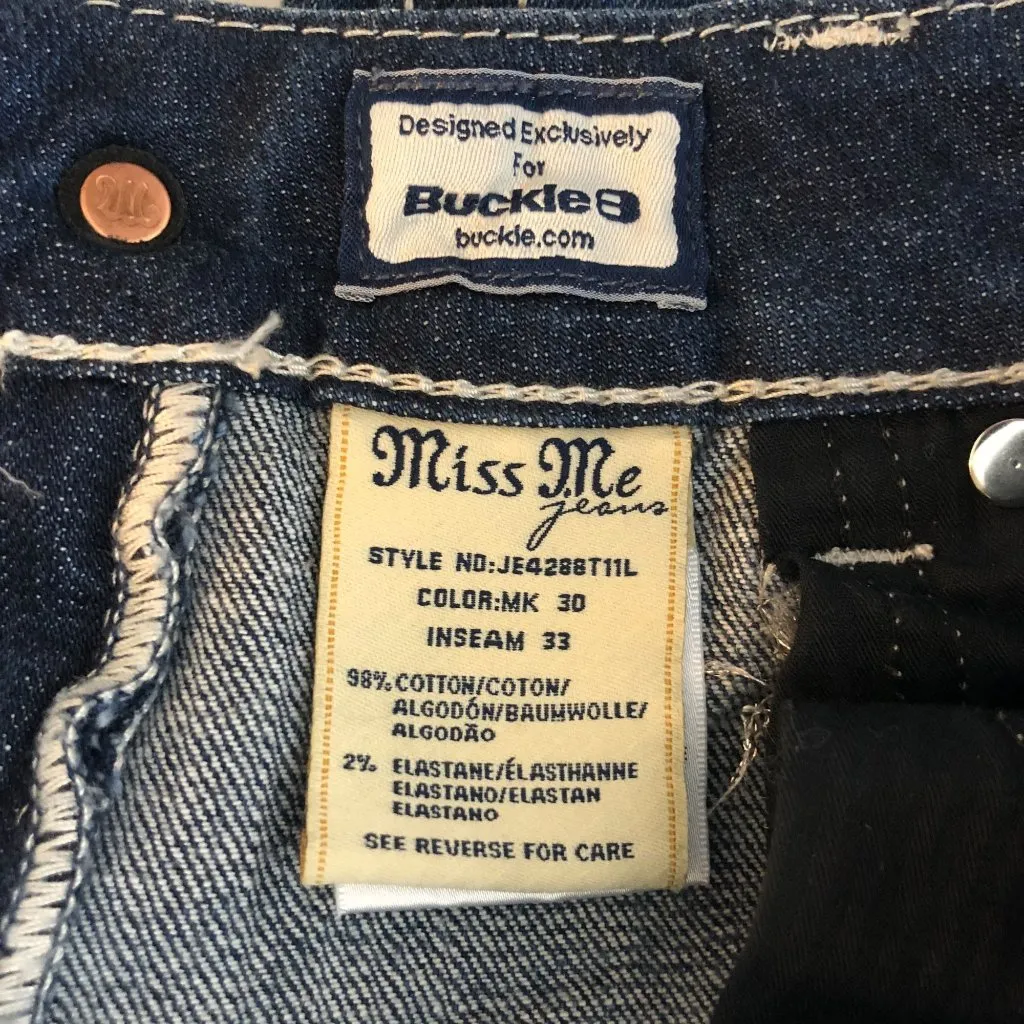 Designed Exclusively
For
Buckle B
buckle.com
M
Miss Me
jeans
STYLE NO:JE4288T11L
COLOR:MK 30
INSEAM 33
98% COTTON/COTON/
ALGODÓN/BAUMWOLLE/
ALGODÃO
2% ELASTANE/ÉLASTHANNE
ELASTANO/ELASTAN
ELASTANO
SEE REVERSE FOR CARE